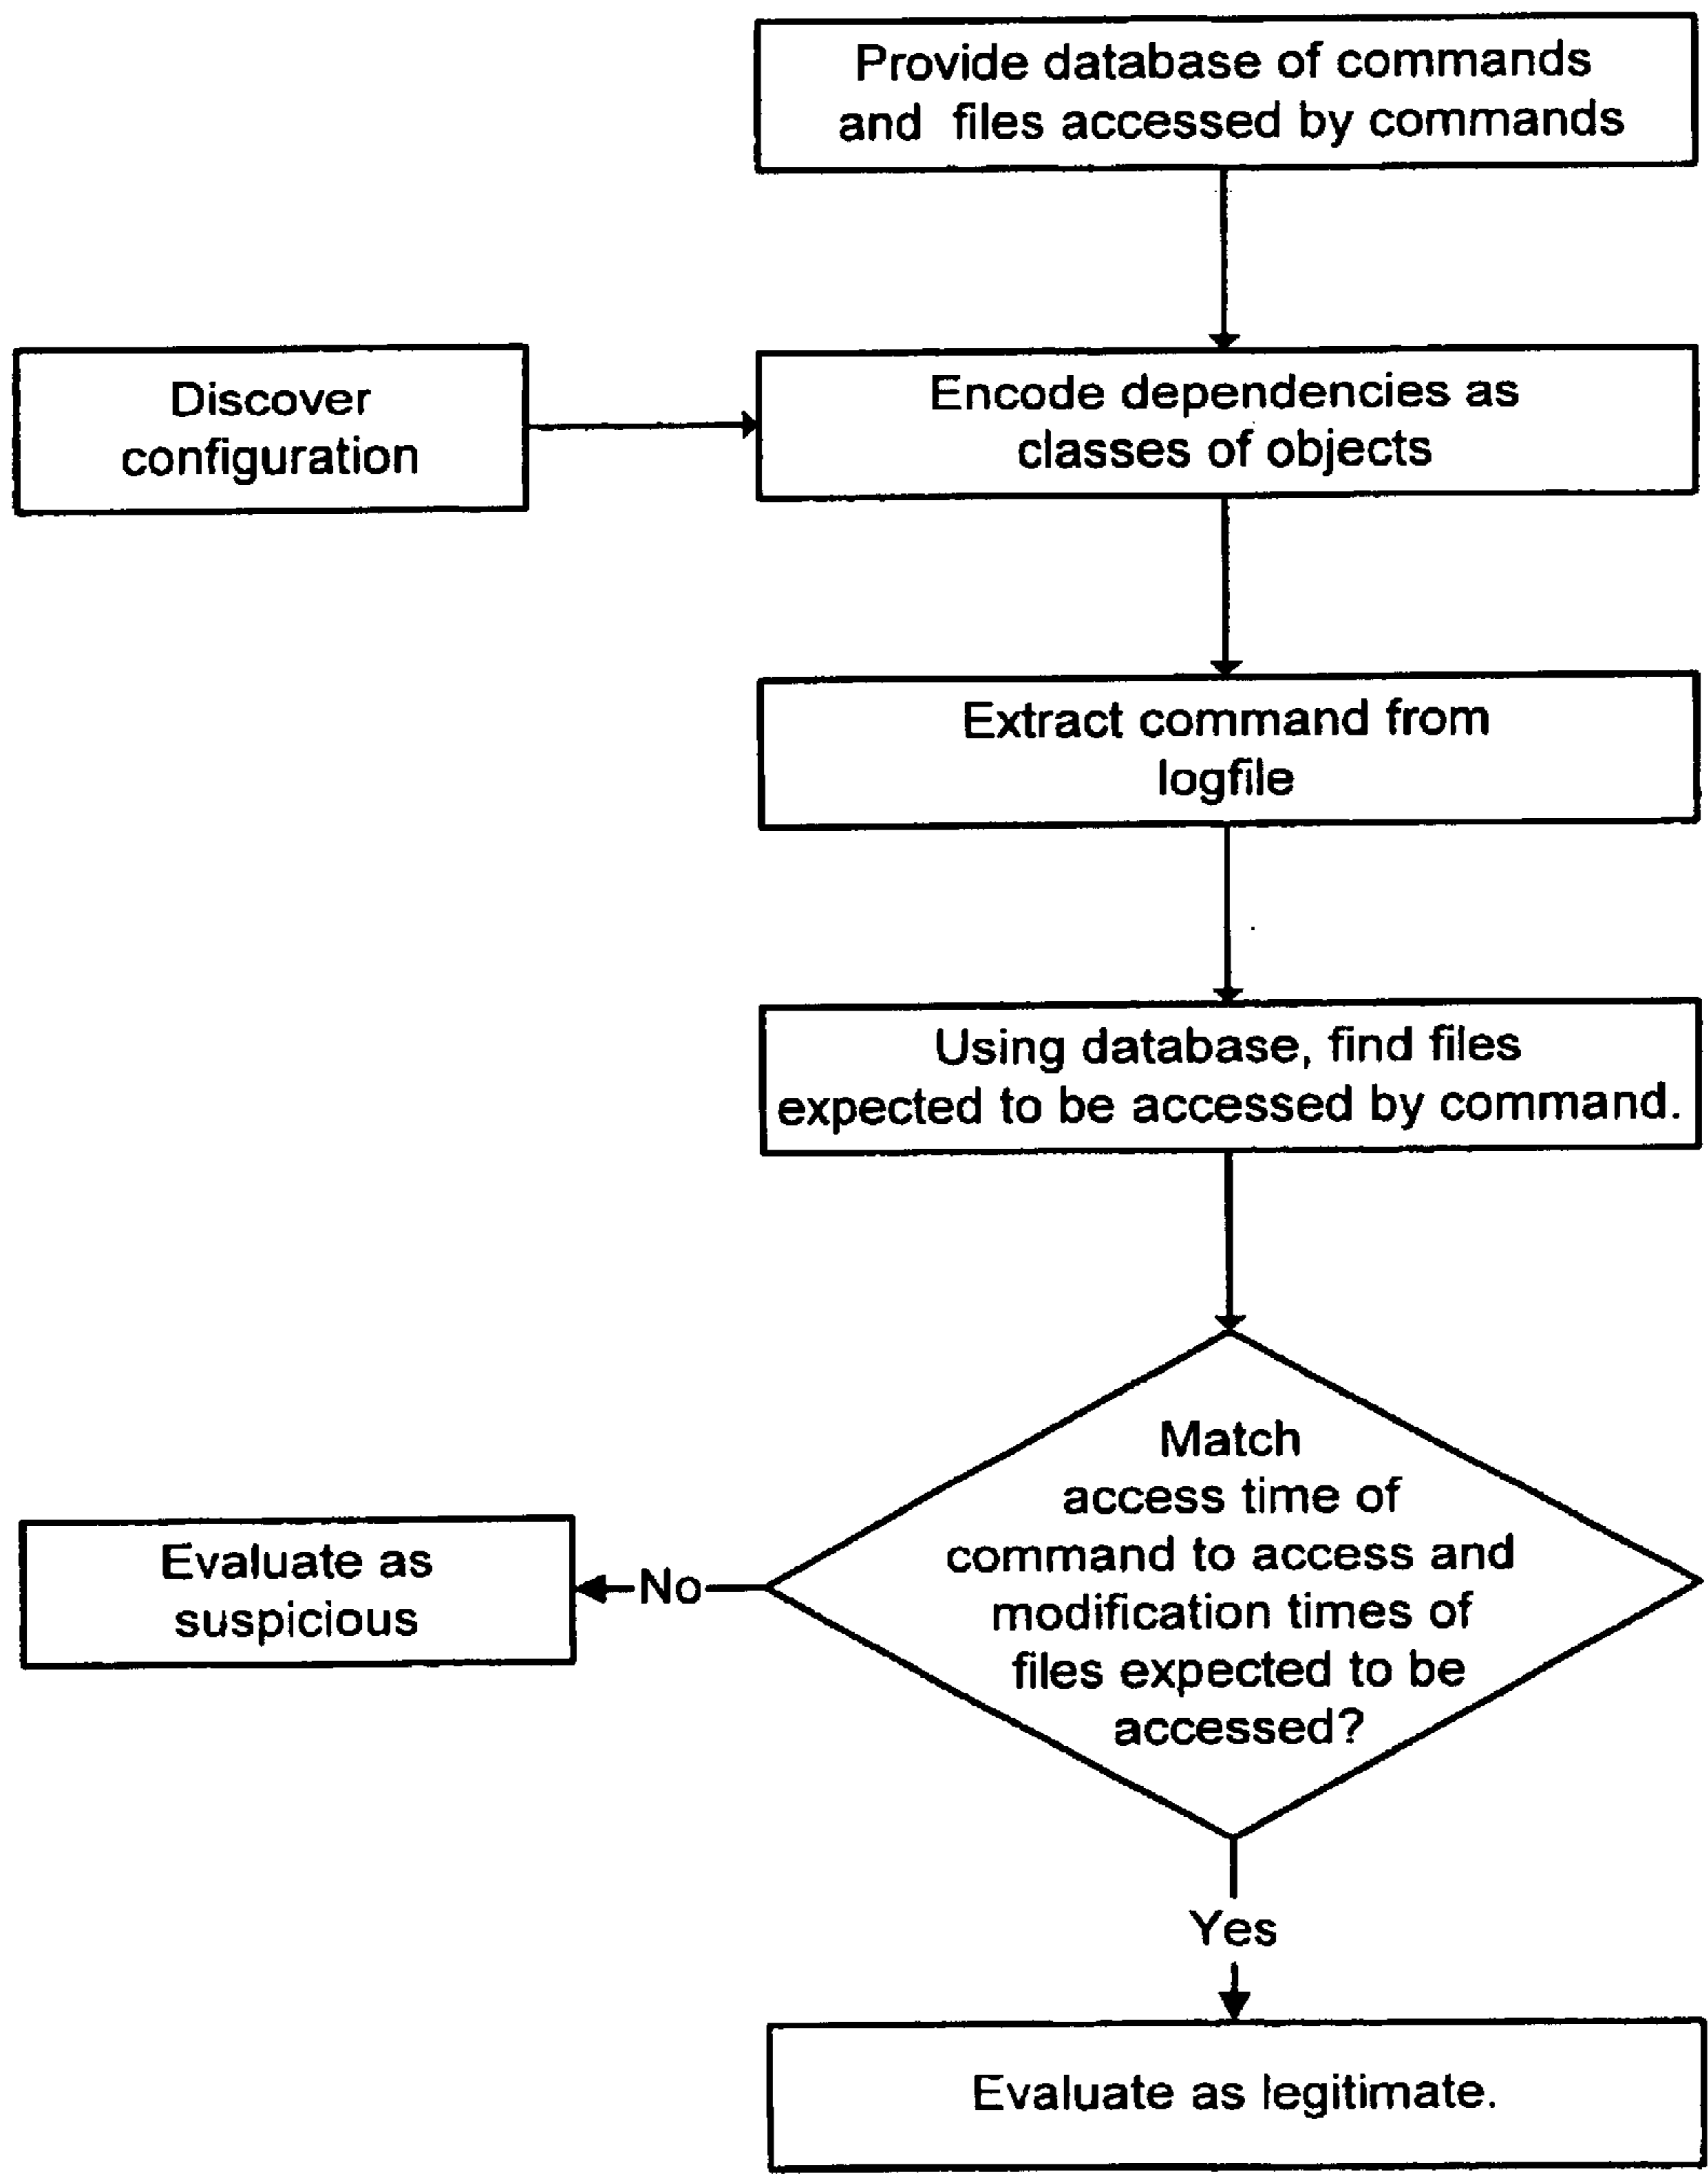 Provide database of commands
and files accessed by commands
Discover
configuration
Encode dependencies as
classes of objects
Extract command from
logfile
Using database, find files
expected to be accessed by command.
Match
access time of
command to access and
modification times of
files expected to be
accessed?
No
Evaluate as
suspicious
Yes
Evaluate as legitimate.